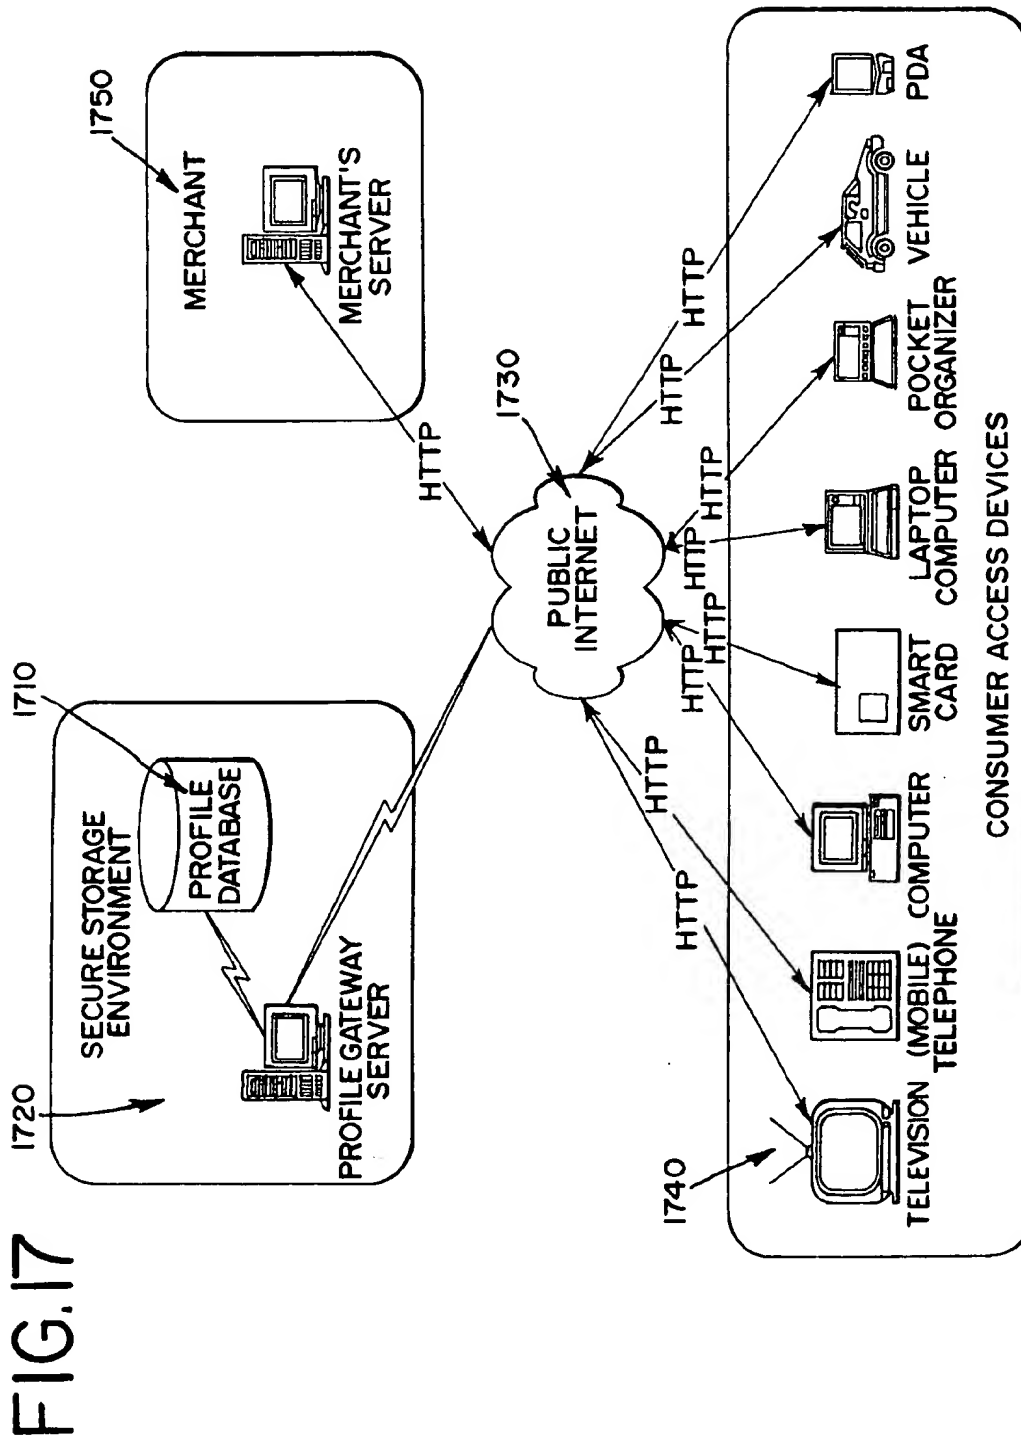 FIG.17
1720
1710
SECURE STORAGE
ENVIRONMENT
PROFILE
DATABASE
PROFILE GATEWAY
SERVER
1750
MERCHANT
MERCHANT'S
SERVER
HTTP
1730
PUBLIC
INTERNET
HTTP
HTTP
HTTP
HTTP
HTTP
HTTP
HTTP
HTTP
1740
TELEVISION
(MOBILE)
TELEPHONE
COMPUTER
SMART
CARD
LAPTOP
COMPUTER
POCKET
ORGANIZER
VEHICLE
PDA
CONSUMER ACCESS DEVICES